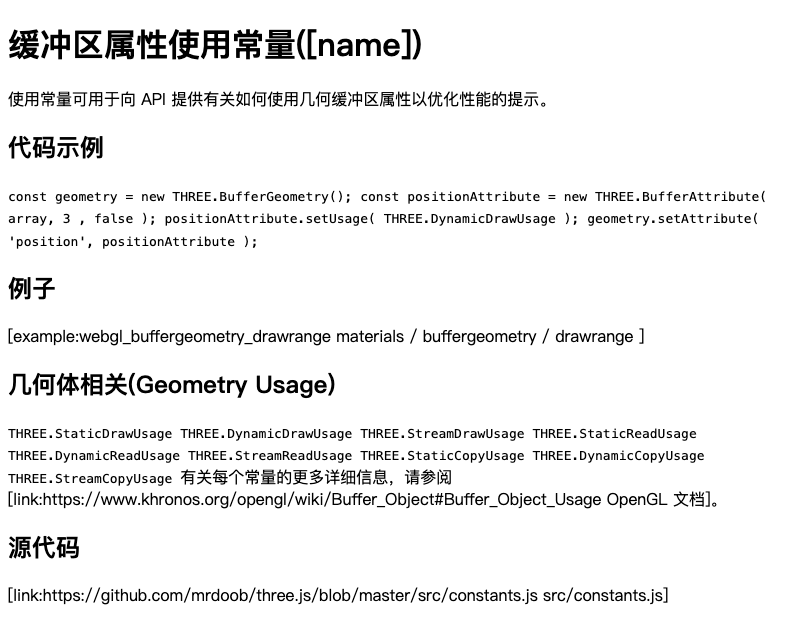 缓冲区属性使用常量([name])
使用常量可用于向 API 提供有关如何使用几何缓冲区属性以优化性能的提示。
代码示例
const geometry = new THREE.BufferGeometry(); const positionAttribute = new THREE.BufferAttribute(
array, 3 , false ); positionAttribute.setUsage( THREE.DynamicDrawUsage ); geometry.setAttribute(
'position', positionAttribute );
例子
[example:webgl_buffergeometry_drawrange materials / buffergeometry / drawrange ]
几何体相关(Geometry Usage)
THREE.StaticDrawUsage THREE.DynamicDrawUsage THREE.StreamDrawUsage THREE.StaticReadUsage
THREE.DynamicReadUsage THREE.StreamReadUsage THREE.StaticCopyUsage THREE.DynamicCopyUsage
THREE.StreamCopyUsage 有关每个常量的更多详细信息，请参阅
[link:https://www.khronos.org/opengl/wiki/Buffer_Object#Buffer_Object_Usage OpenGL 文档]。
源代码
[link:https://github.com/mrdoob/three.js/blob/master/src/constants.js src/constants.js]